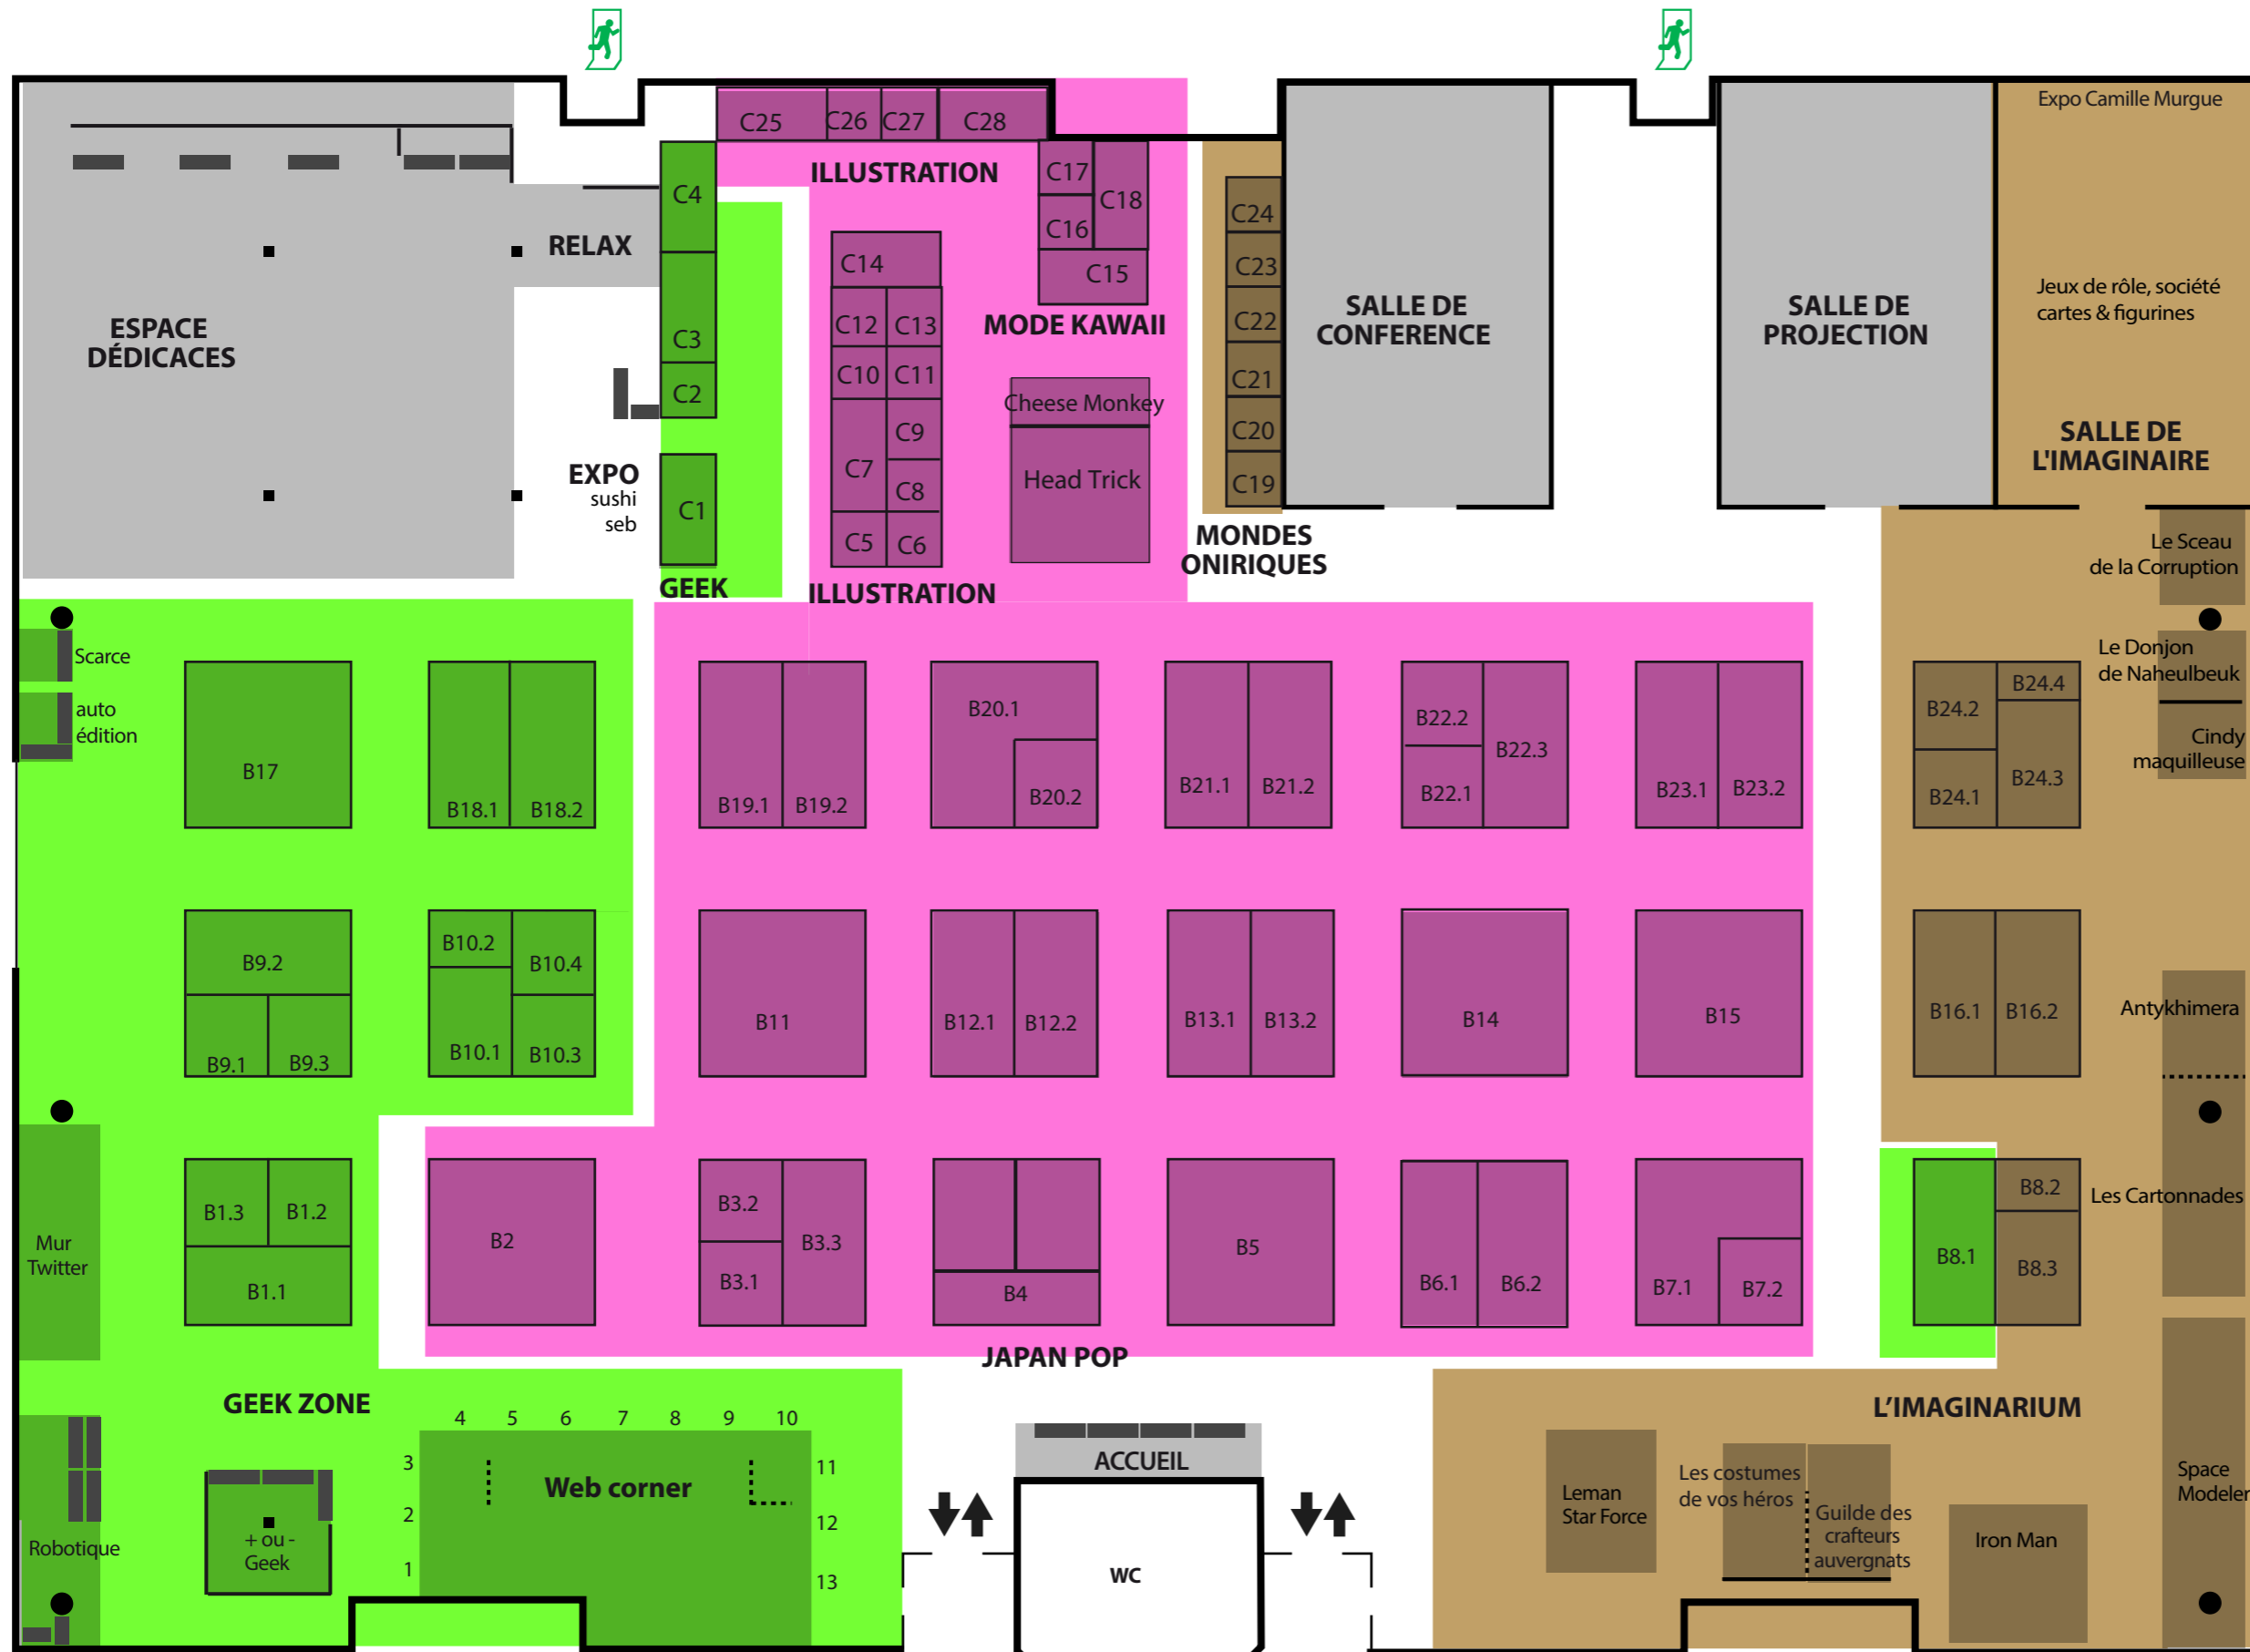 Expo Camille Murgue
C25
C26
C27
C28
ILLUSTRATION
C17
C16
C18
C15
MODE KAWAII
C4
C3
C2
C1
GEEK
RELAX
ESPACE
DÉDICACES
EXPO
sushi
seb
C14
C12
C13
C10
C11
C9
C7
C8
C5
C6
ILLUSTRATION
Cheese Monkey
Head Trick
C24
C23
C22
C21
C20
C19
MONDES
ONIRIQUES
SALLE DE
CONFERENCE
SALLE DE
PROJECTION
Jeux de rôle, société
cartes & figurines
SALLE DE
L'IMAGINAIRE
Le Sceau
de la Corruption
Le Donjon
de Naheulbeuk
Cindy
maquilleuse
Scarce
auto
édition
B17
B18.1
B18.2
B19.1
B19.2
B20.1
B20.2
B21.1
B21.2
B22.2
B22.1
B22.3
B23.1
B23.2
B24.2
B24.4
B24.1
B24.3
B9.2
B9.1
B9.3
B10.2
B10.4
B10.1
B10.3
B11
B12.1
B12.2
B13.1
B13.2
B14
B15
B16.1
B16.2
Antykhimera
Mur
Twitter
B1.3
B1.2
B1.1
B2
B3.2
B3.1
B3.3
B4
B5
B6.1
B6.2
B7.1
B7.2
B8.1
B8.2
B8.3
Les Cartonnades
JAPAN POP
GEEK ZONE
L'IMAGINARIUM
4 5 6 7 8 9 10
3
2
1
11
12
13
Web corner
Robotique
+ ou -
Geek
ACCUEIL
WC
Leman
Star Force
Les costumes
de vos héros
Guilde des
crafteurs
auvergnats
Iron Man
Space
Modeler